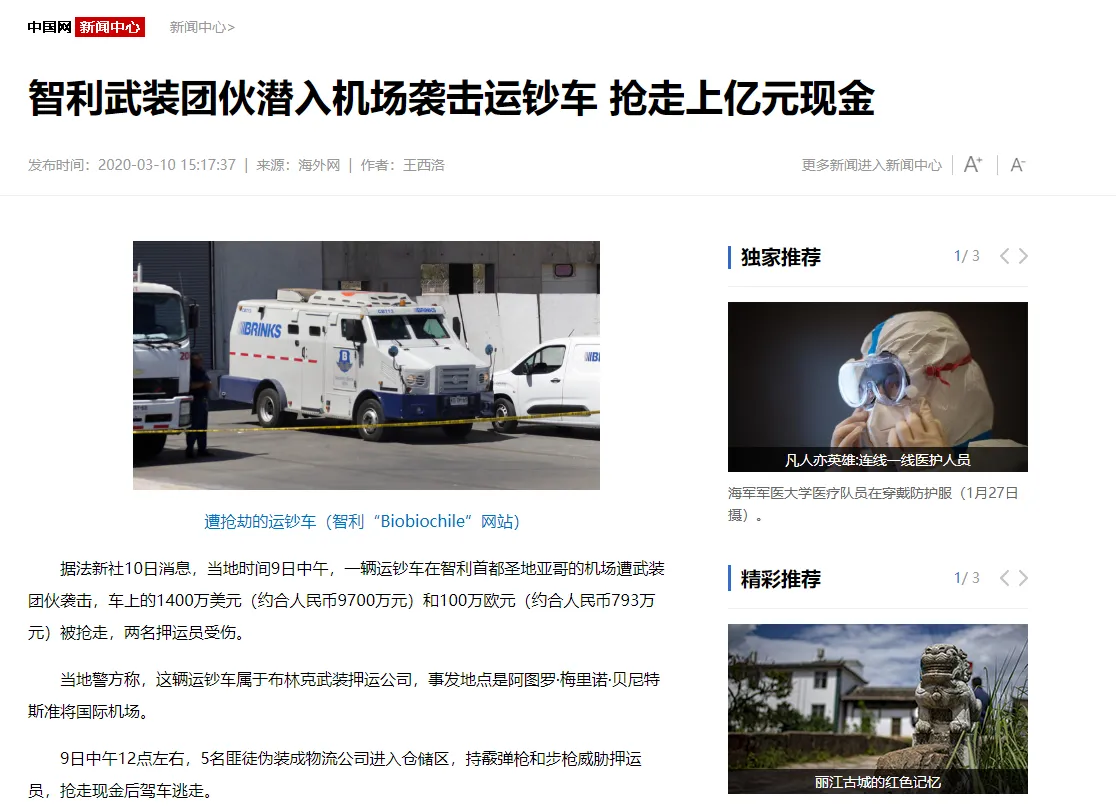 中国网 新闻中心 新闻中心>
智利武装团伙潜入机场袭击运钞车 抢走上亿元现金
发布时间：2020-03-10 15:17:37 | 来源：海外网 | 作者：王西洛
更多新闻进入新闻中心 A+ A-
BRINKS
遭抢劫的运钞车（智利“Biobiochile”网站）
据法新社10日消息，当地时间9日中午，一辆运钞车在智利首都圣地亚哥的机场遭武装
团伙袭击，车上的1400万美元（约合人民币9700万元）和100万欧元（约合人民币793万
元）被抢走，两名押运员受伤。
当地警方称，这辆运钞车属于布林克武装押运公司，事发地点是阿图罗·梅里诺·贝尼特
斯准将国际机场。
9日中午12点左右，5名匪徒伪装成物流公司进入仓储区，持霰弹枪和步枪威胁押运
员，抢走现金后驾车逃走。
独家推荐 1/ 3
凡人亦英雄:连线一线医护人员
海军军医大学医疗队员在穿戴防护服（1月27日
摄）。
精彩推荐 1/ 3
丽江古城的红色记忆